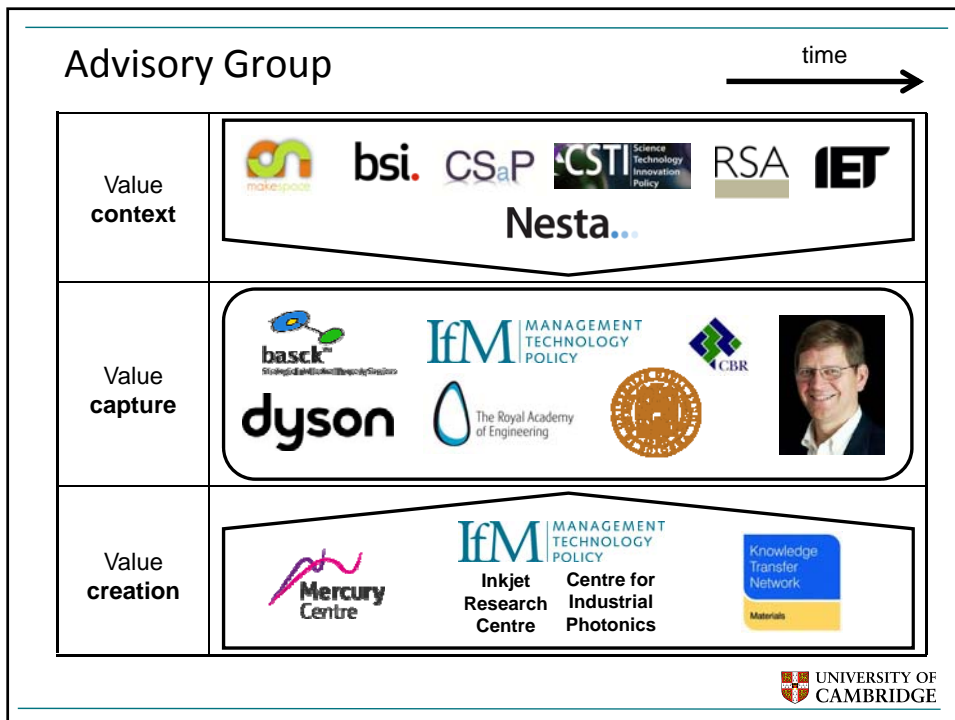 Advisory Group
time
Value
context
makespace
bsi.
CSaP
CSTI
Science
Technology
Innovation
Policy
RSA
IET
Nesta...
Value
capture
basck™
IfM
MANAGEMENT
TECHNOLOGY
POLICY
CBR
dyson
The Royal Academy
of Engineering
Value
creation
Mercury
Centre
IfM
MANAGEMENT
TECHNOLOGY
POLICY
Inkjet
Research
Centre
Centre for
Industrial
Photonics
Knowledge
Transfer
Network
Materials
UNIVERSITY OF
CAMBRIDGE